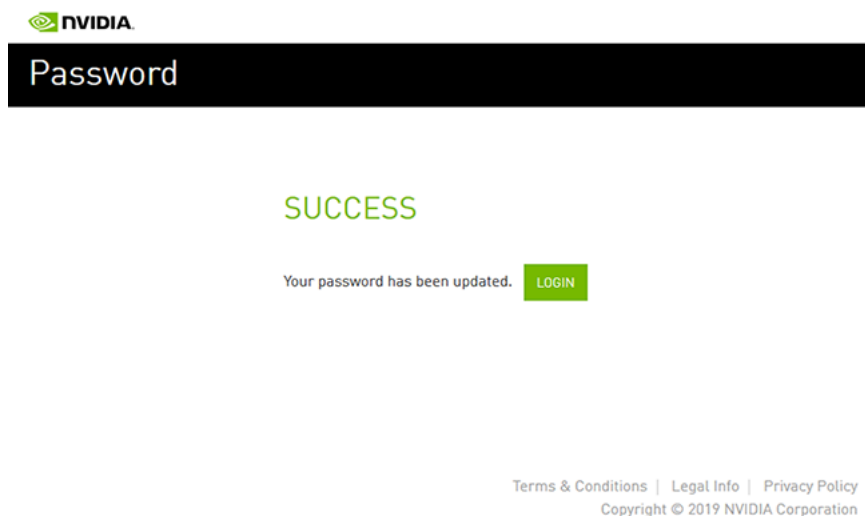 NVIDIA.
Password
SUCCESS
Your password has been updated. LOGIN
Terms & Conditions | Legal Info | Privacy Policy
Copyright © 2019 NVIDIA Corporation